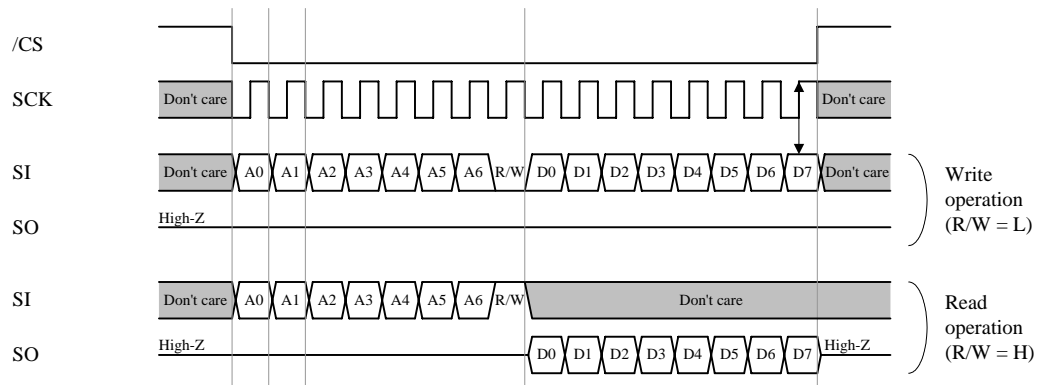 /CS
SCK Don't care Don't care
SI Don't care A0 A1 A2 A3 A4 A5 A6 R/W D0 D1 D2 D3 D4 D5 D6 D7 Don't care
SO High-Z
Write
operation
(R/W = L)
SI Don't care A0 A1 A2 A3 A4 A5 A6 R/W Don't care
SO High-Z D0 D1 D2 D3 D4 D5 D6 D7 High-Z
Read
operation
(R/W = H)